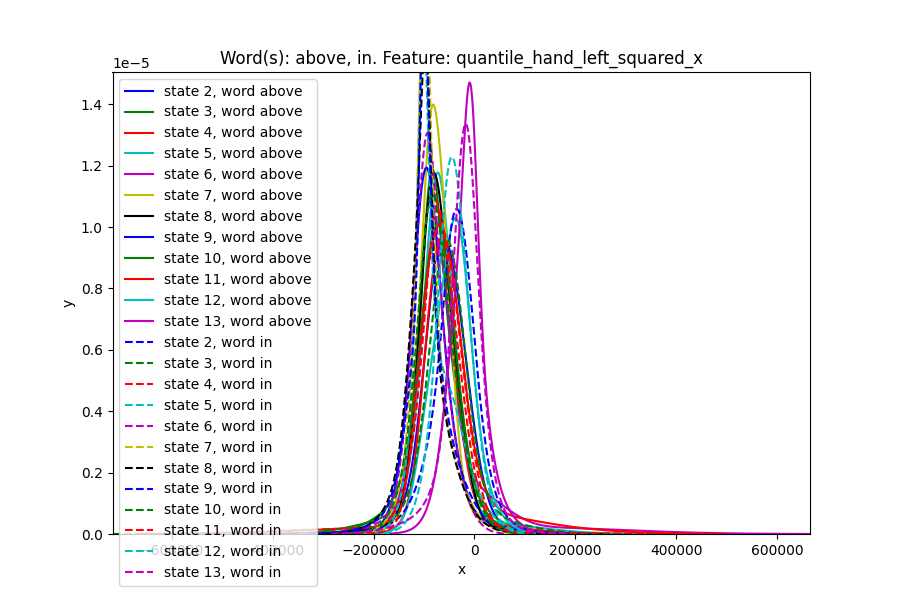 Word(s): above, in. Feature: quantile_hand_left_squared_x
1e−5
1.4
1.2
1.0
0.8
0.6
0.4
0.2
0.0
y
state 2, word above
state 3, word above
state 4, word above
state 5, word above
state 6, word above
state 7, word above
state 8, word above
state 9, word above
state 10, word above
state 11, word above
state 12, word above
state 13, word above
state 2, word in
state 3, word in
state 4, word in
state 5, word in
state 6, word in
state 7, word in
state 8, word in
state 9, word in
state 10, word in
state 11, word in
state 12, word in
state 13, word in
−600000 −400000 −200000 0 200000 400000 600000
x